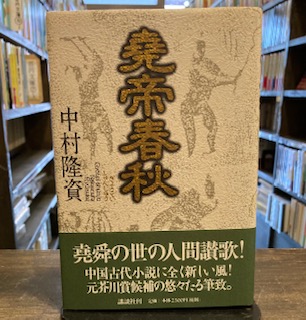 堯帝春秋
中村隆資
堯舜の世の人間讃歌!
中国古代小説に全く新しい風!
元芥川賞候補の悠々たる筆致。
講談社刊